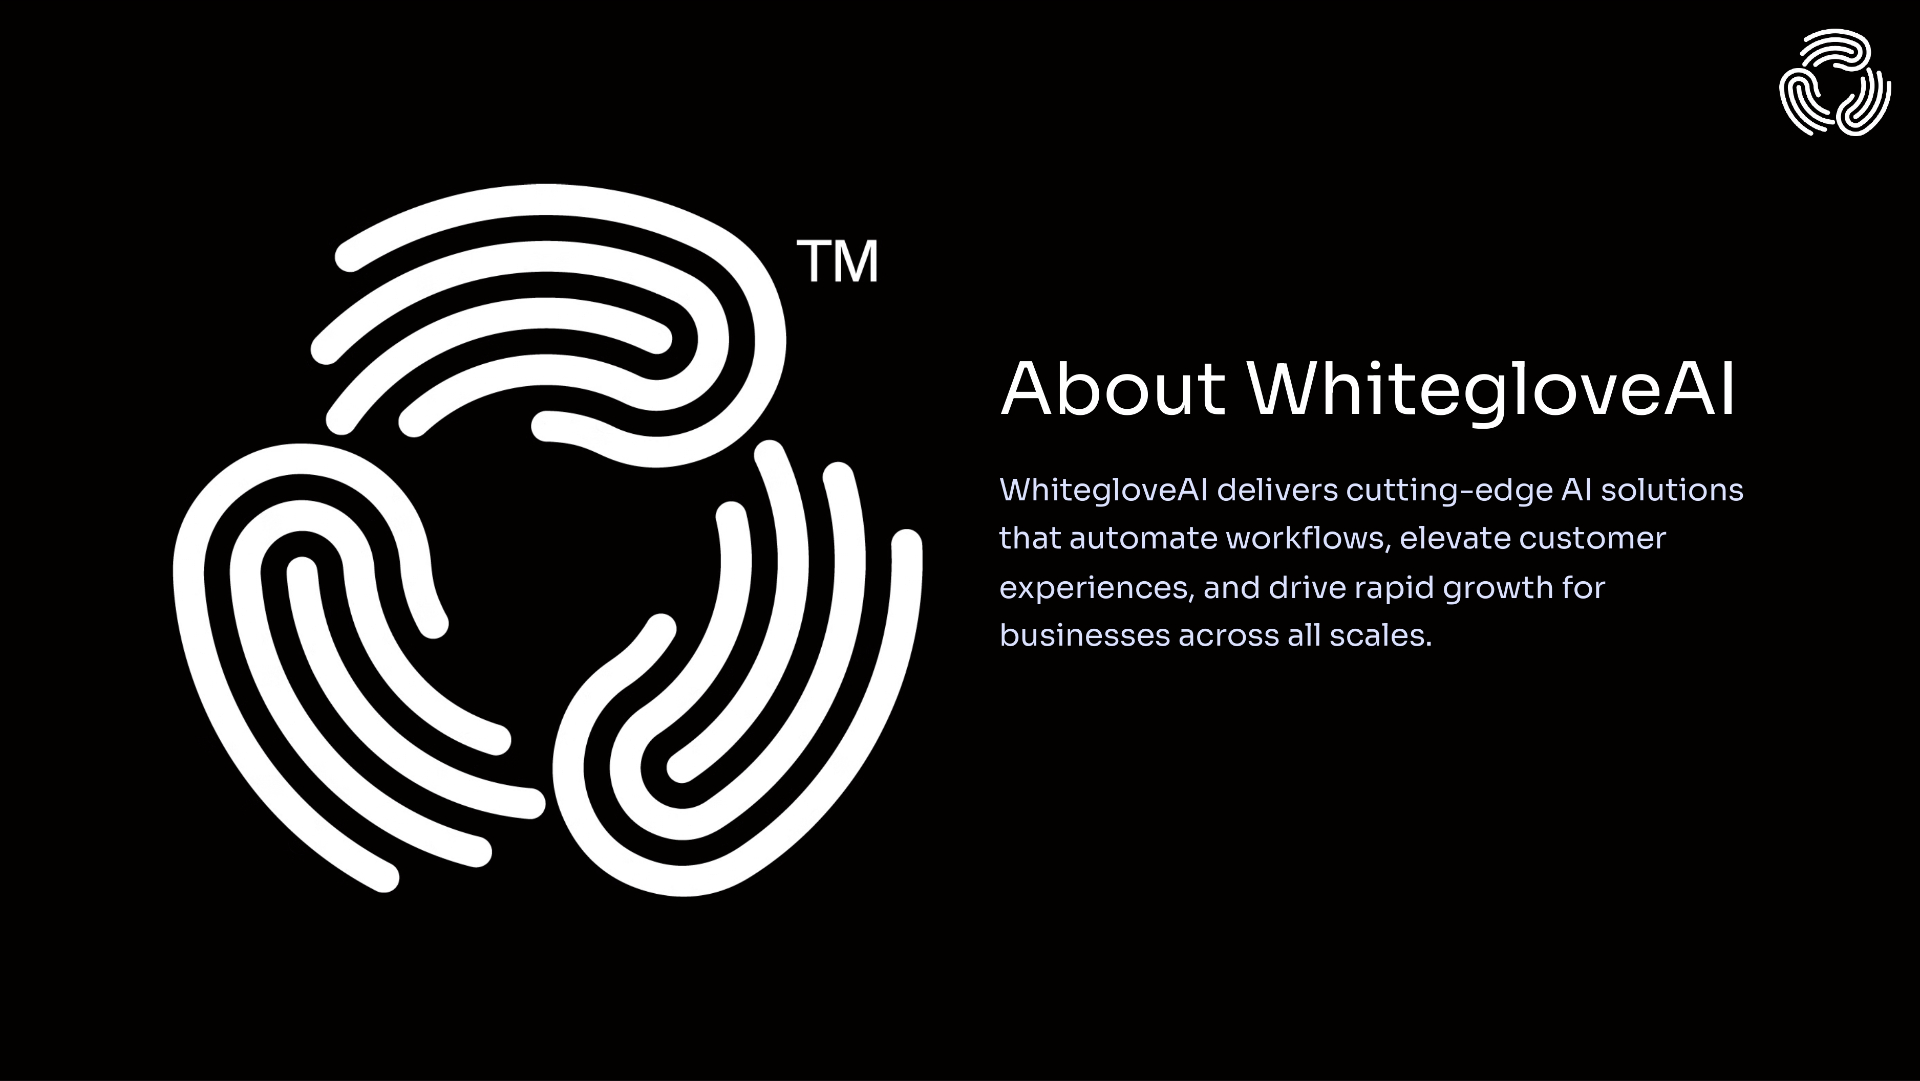 TM
About WhitegloveAI
WhitegloveAI delivers cutting-edge AI solutions
that automate workflows, elevate customer
experiences, and drive rapid growth for
businesses across all scales.